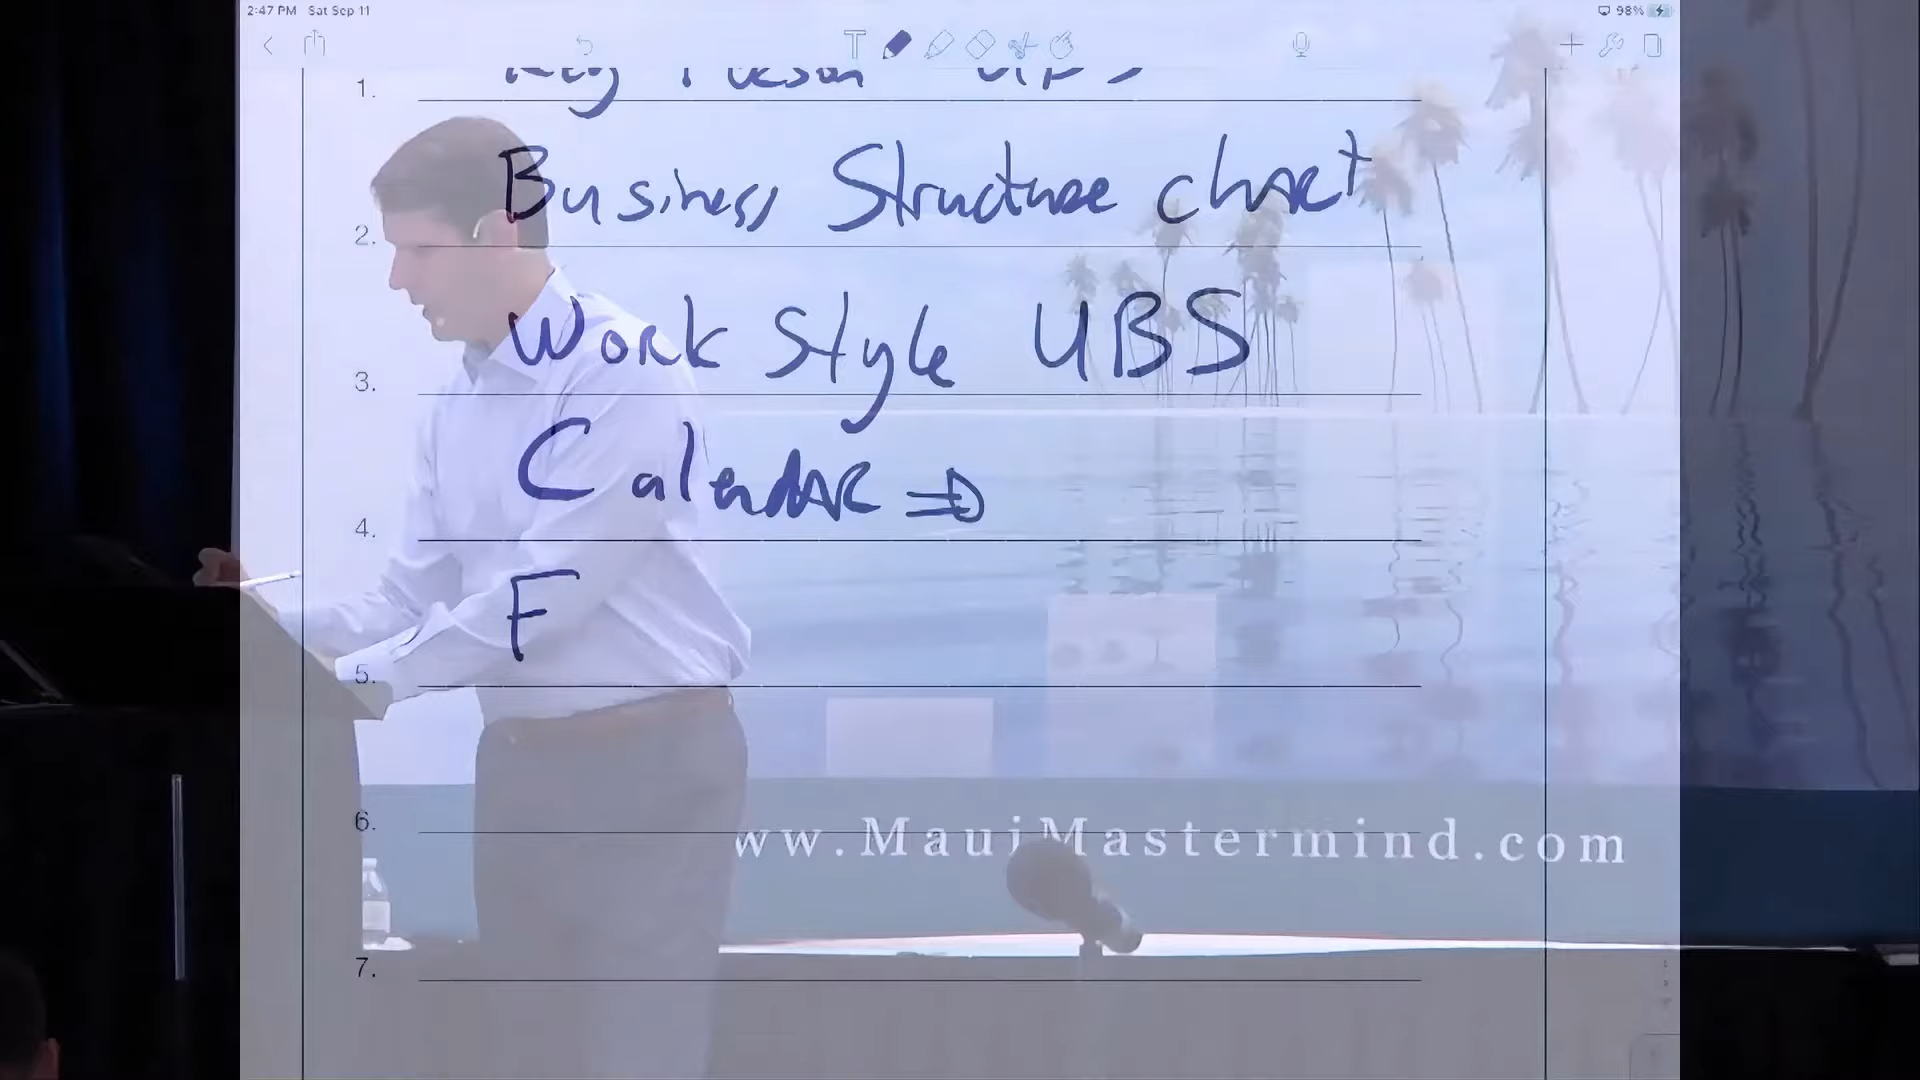 2:47 PM Sat Sep 11
98%
T
1.
2. Business Structure chart
3. Work Style UBS
4. Calendar ⇒
5. F
6.
ww.MauiMastermind.com
7.